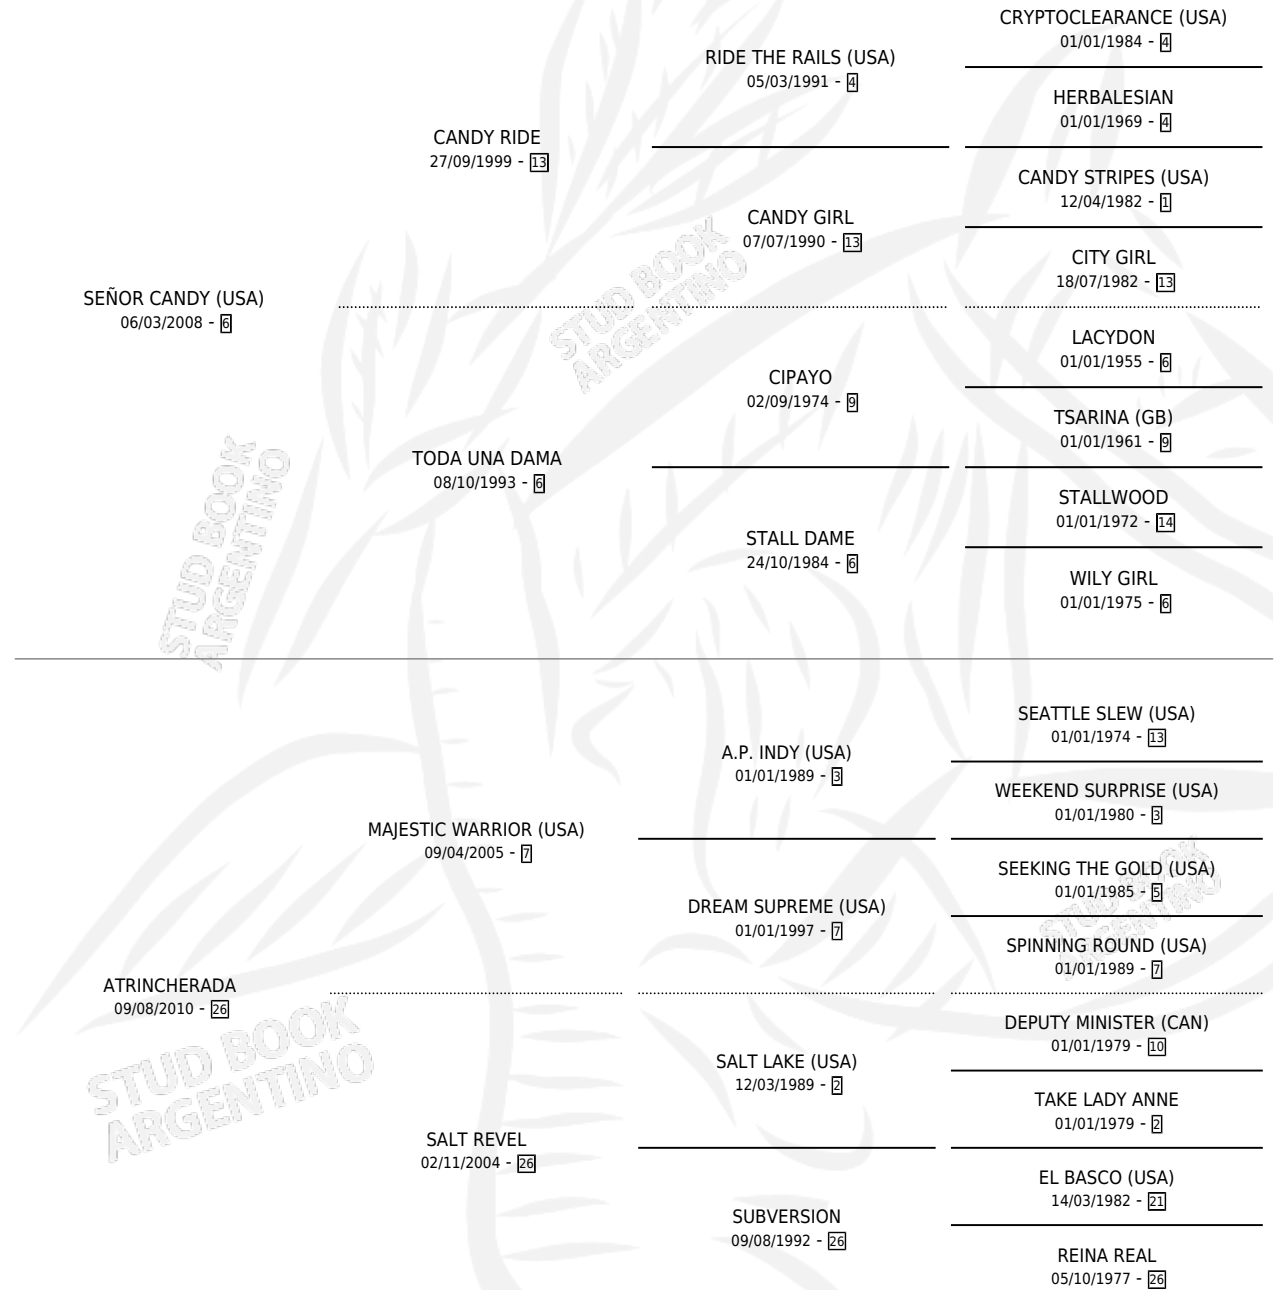 CRYPTOCLEARANCE (USA)
01/01/1984 - 4
RIDE THE RAILS (USA)
05/03/1991 - 4
HERBALESIAN
01/01/1969 - 4
CANDY RIDE
27/09/1999 - 13
CANDY STRIPES (USA)
12/04/1982 - 1
CANDY GIRL
07/07/1990 - 13
CITY GIRL
18/07/1982 - 13
SEÑOR CANDY (USA)
06/03/2008 - 6
STUD BOOK
ARGENTINO
LACYDON
01/01/1955 - 6
CIPAYO
02/09/1974 - 9
TSARINA (GB)
01/01/1961 - 9
TODA UNA DAMA
08/10/1993 - 6
STALLWOOD
01/01/1972 - 14
STALL DAME
24/10/1984 - 6
WILY GIRL
01/01/1975 - 6
STUD BOOK
ARGENTINO
SEATTLE SLEW (USA)
01/01/1974 - 13
A.P. INDY (USA)
01/01/1989 - 3
WEEKEND SURPRISE (USA)
01/01/1980 - 3
MAJESTIC WARRIOR (USA)
09/04/2005 - 7
SEEKING THE GOLD (USA)
01/01/1985 - 5
DREAM SUPREME (USA)
01/01/1997 - 7
SPINNING ROUND (USA)
01/01/1989 - 7
STUD BOOK
ARGENTINO
ATRINCHERADA
09/08/2010 - 26
STUD BOOK
ARGENTINO
DEPUTY MINISTER (CAN)
01/01/1979 - 10
SALT LAKE (USA)
12/03/1989 - 2
TAKE LADY ANNE
01/01/1979 - 2
SALT REVEL
02/11/2004 - 26
EL BASCO (USA)
14/03/1982 - 21
SUBVERSION
09/08/1992 - 26
REINA REAL
05/10/1977 - 26